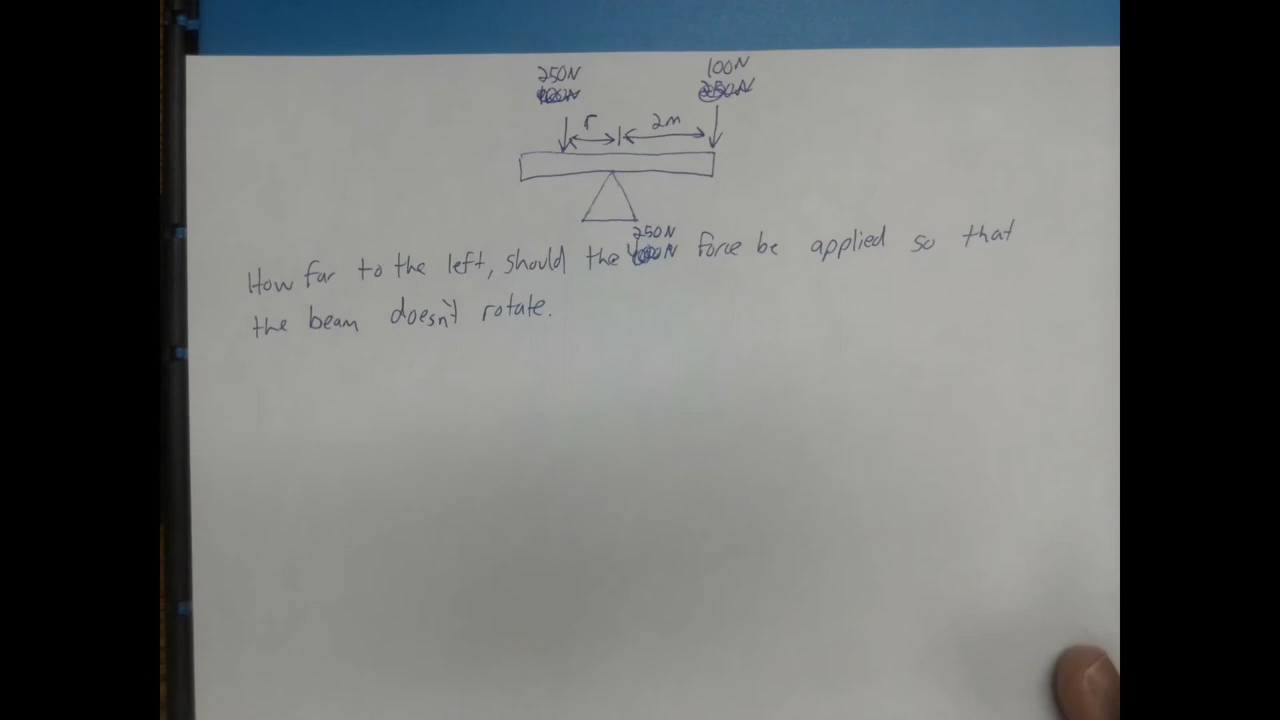 250N 100N
r 2m
250N
How far to the left, should the force be applied so that
the beam doesn't rotate.